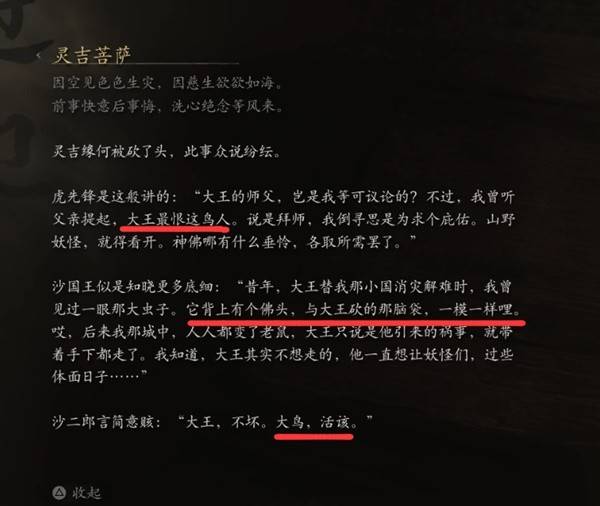 灵吉菩萨
因空见色色生灾，因慈生欲欲如海。
前事快意后事悔，洗心绝念等风来。
灵吉缘何被砍了头，此事众说纷纭。
虎先锋是这般讲的：“大王的师父，岂是我等可议论的？不过，我曾听
父亲提起，大王最恨这鸟人。说是拜师，我倒寻思是为求个庇佑。山野
妖怪，就得看开。神佛哪有什么垂怜，各取所需罢了。”
沙国王似是知晓更多底细：“昔年，大王替我那小国消灾解难时，我曾
见过一眼那大虫子。它背上有个佛头，与大王砍的那脑袋，一模一样哩。
哎，后来我那城中，人人都变了老鼠，大王只说是他引来的祸事，就带
着手下都走了。我知道，大王其实不想走的，他一直想让妖怪们，过些
体面日子……”
沙二郎言简意赅：“大王，不坏。大鸟，活该。”
收起